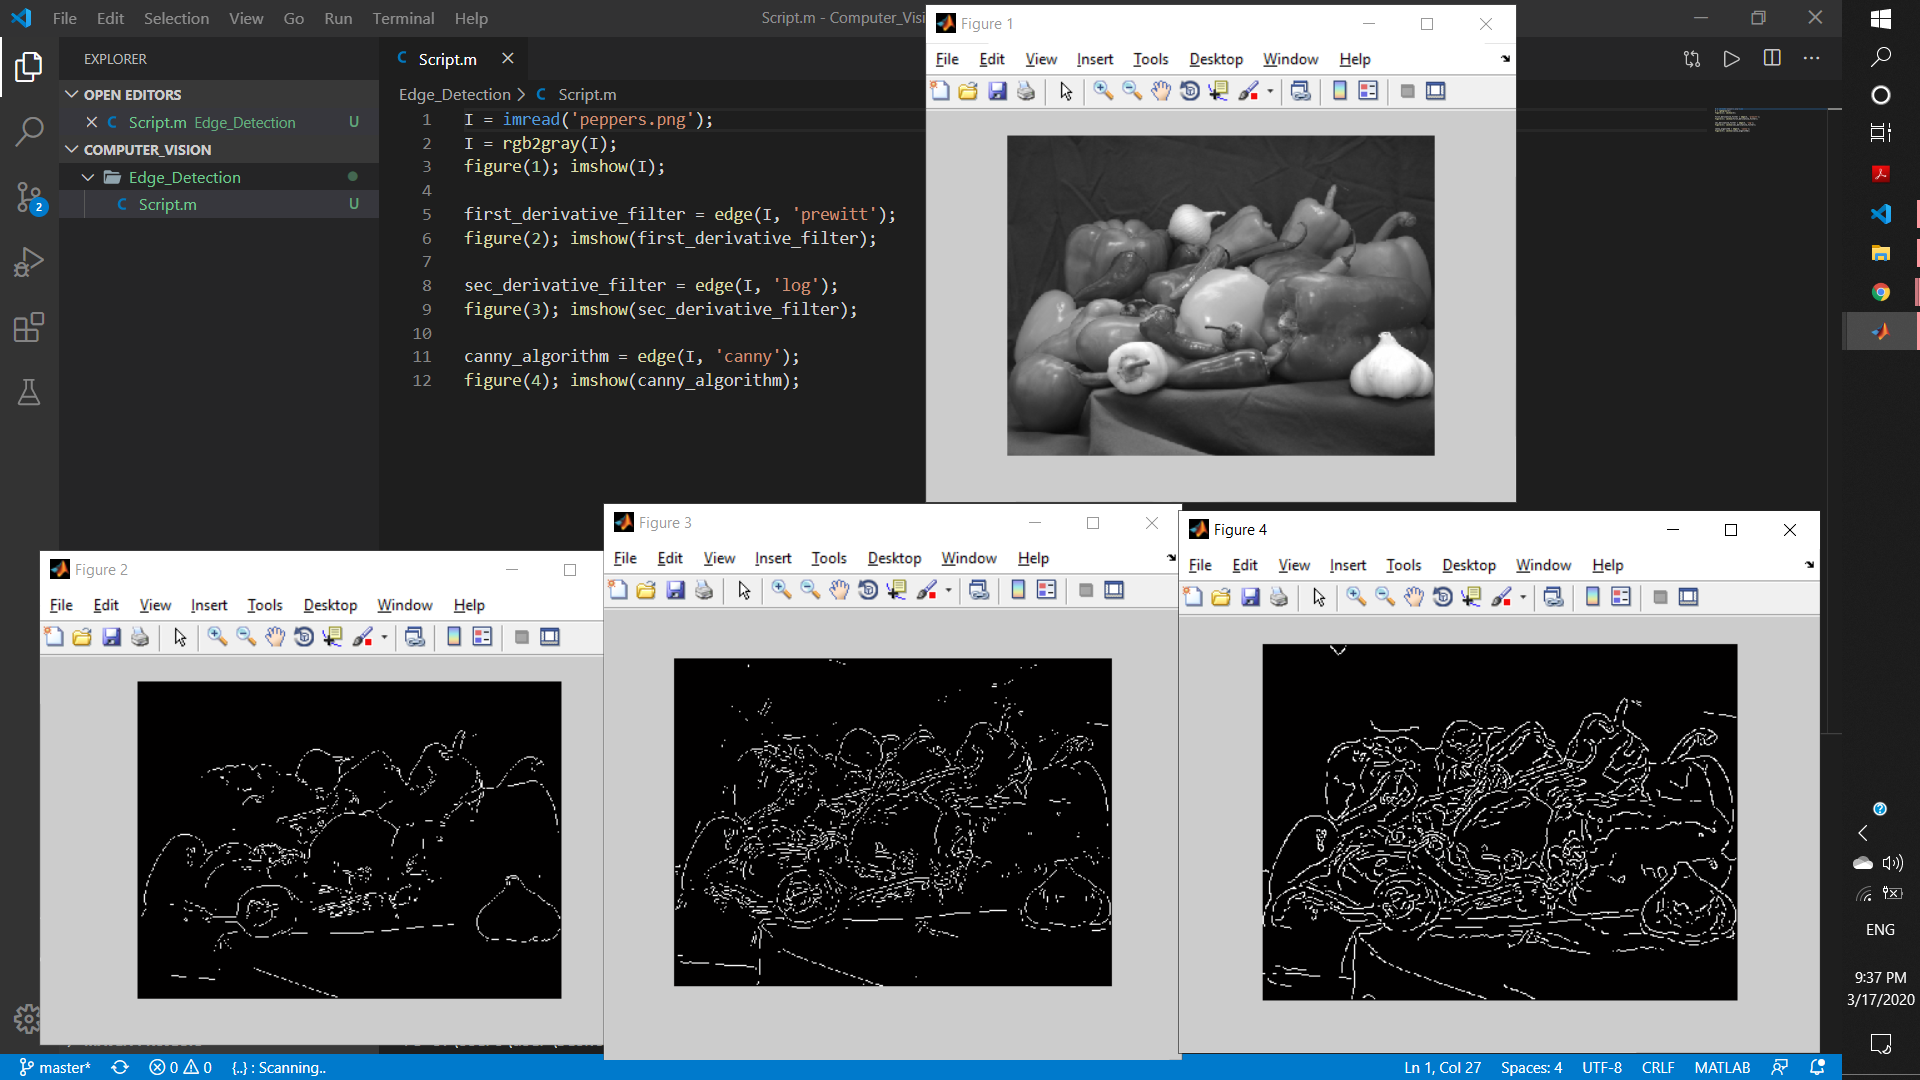 File Edit Selection View Go Run Terminal Help
Script.m - Computer_Visi
EXPLORER
OPEN EDITORS
Script.m Edge_Detection U
COMPUTER_VISION
Edge_Detection
Script.m U
2
Script.m
Edge_Detection > Script.m
1 I = imread('peppers.png');
2 I = rgb2gray(I);
3 figure(1); imshow(I);
4
5 first_derivative_filter = edge(I, 'prewitt');
6 figure(2); imshow(first_derivative_filter);
7
8 sec_derivative_filter = edge(I, 'log');
9 figure(3); imshow(sec_derivative_filter);
10
11 canny_algorithm = edge(I, 'canny');
12 figure(4); imshow(canny_algorithm);
Figure 1
File Edit View Insert Tools Desktop Window Help
Figure 2
File Edit View Insert Tools Desktop Window Help
Figure 3
File Edit View Insert Tools Desktop Window Help
Figure 4
File Edit View Insert Tools Desktop Window Help
master* 0 0 {..} : Scanning..
Ln 1, Col 27 Spaces: 4 UTF-8 CRLF MATLAB
ENG
9:37 PM
3/17/2020